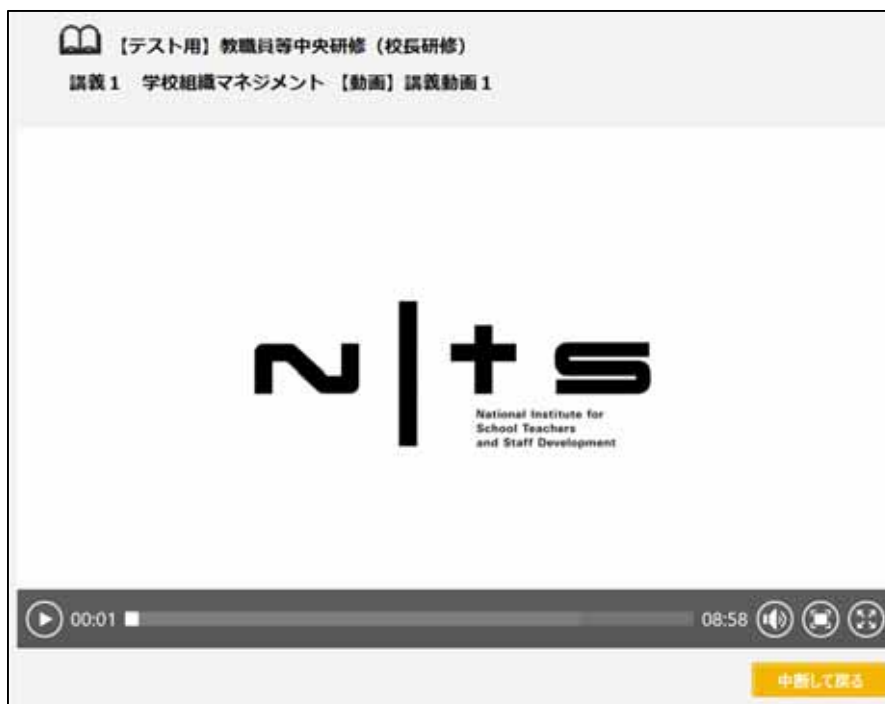 【テスト用】教職員等中央研修（校長研修）
講義1　学校組織マネジメント 【動画】講義動画1
NITS
National Institute for
School Teachers
and Staff Development
00:01
08:58
中断して戻る